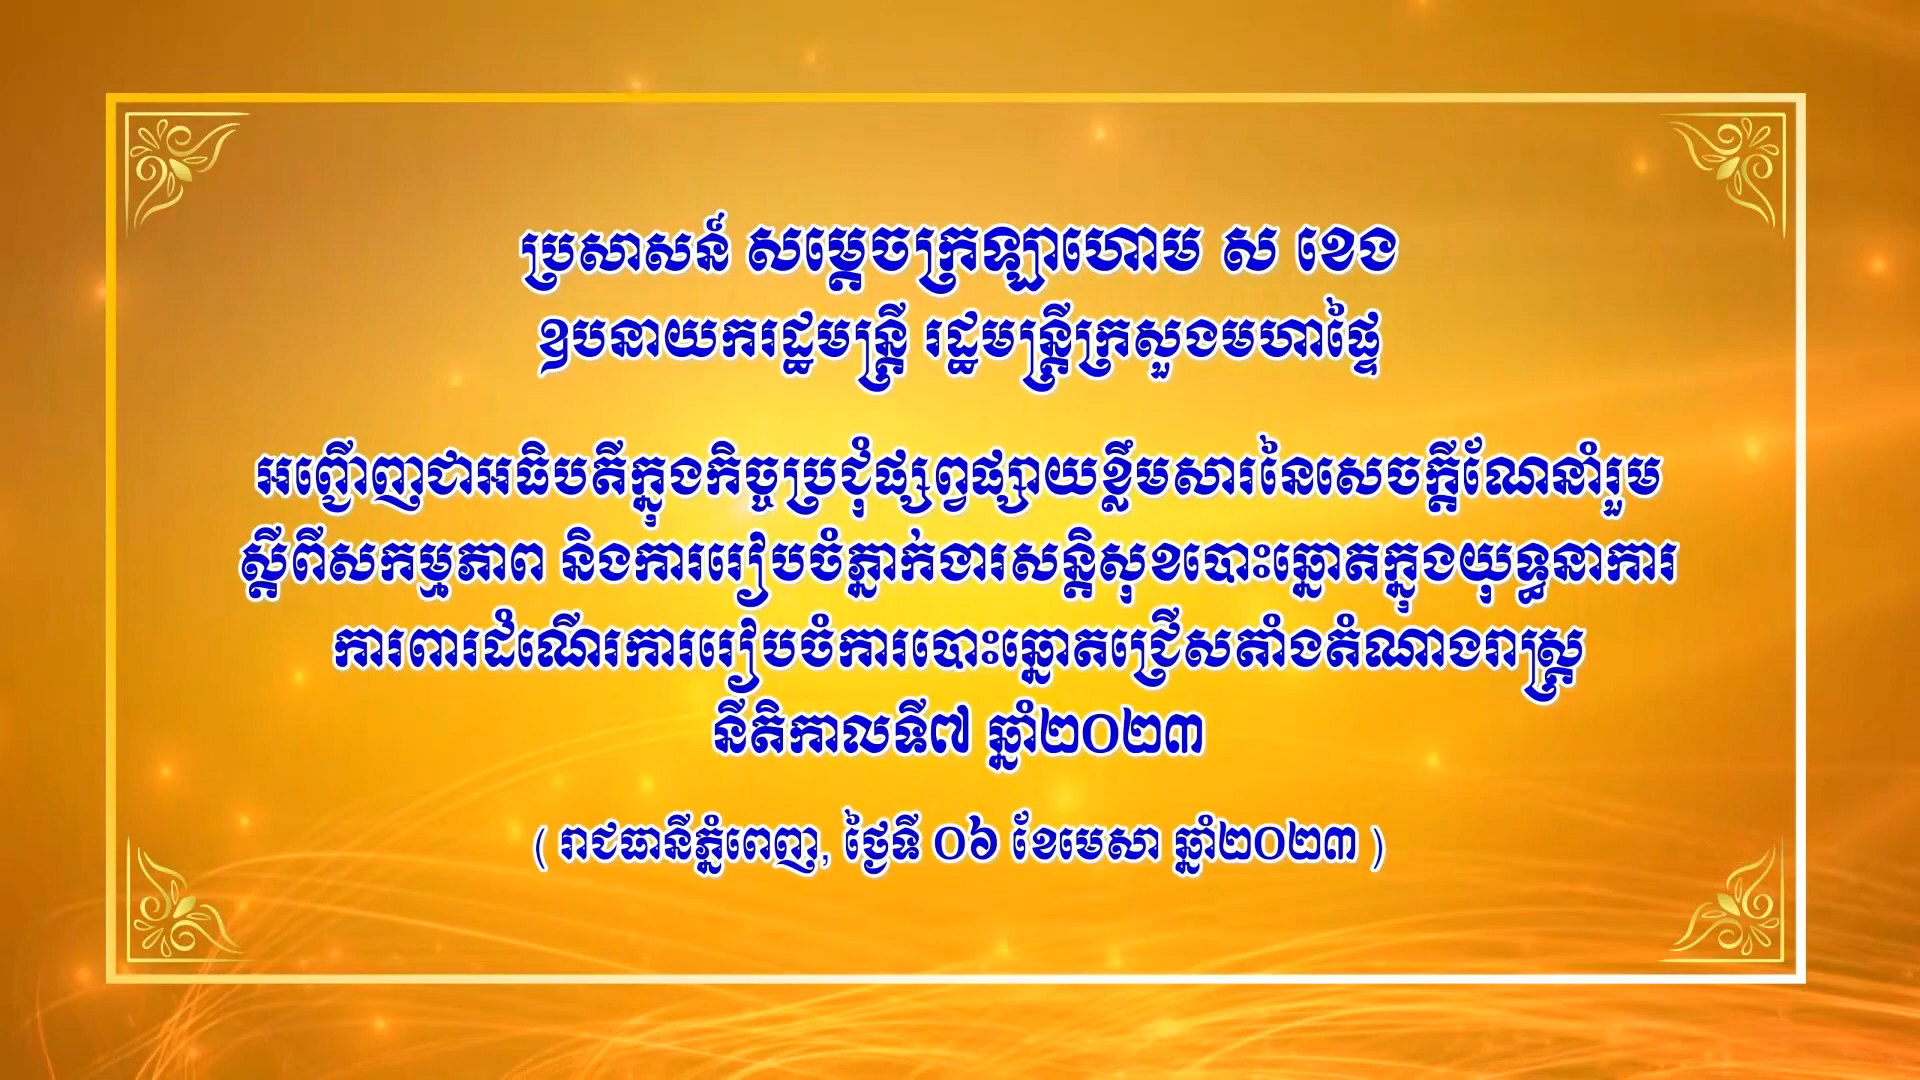 ប្រសាសន៍ សម្ដេចក្រឡាហោម ស ខេង
ឧបនាយករដ្ឋមន្ត្រី រដ្ឋមន្ត្រីក្រសួងមហាផ្ទៃ
អញ្ជើញជាអធិបតីក្នុងកិច្ចប្រជុំផ្សព្វផ្សាយខ្លឹមសារនៃសេចក្ដីណែនាំរួម
ស្ដីពីសកម្មភាព និងការរៀបចំភ្នាក់ងារសន្តិសុខបោះឆ្នោតក្នុងយុទ្ធនាការ
ការពារដំណើរការរៀបចំការបោះឆ្នោតជ្រើសតាំងតំណាងរាស្ត្រ
នីតិកាលទី៧ ឆ្នាំ២០២៣
( រាជធានីភ្នំពេញ, ថ្ងៃទី ០៦ ខែមេសា ឆ្នាំ២០២៣ )